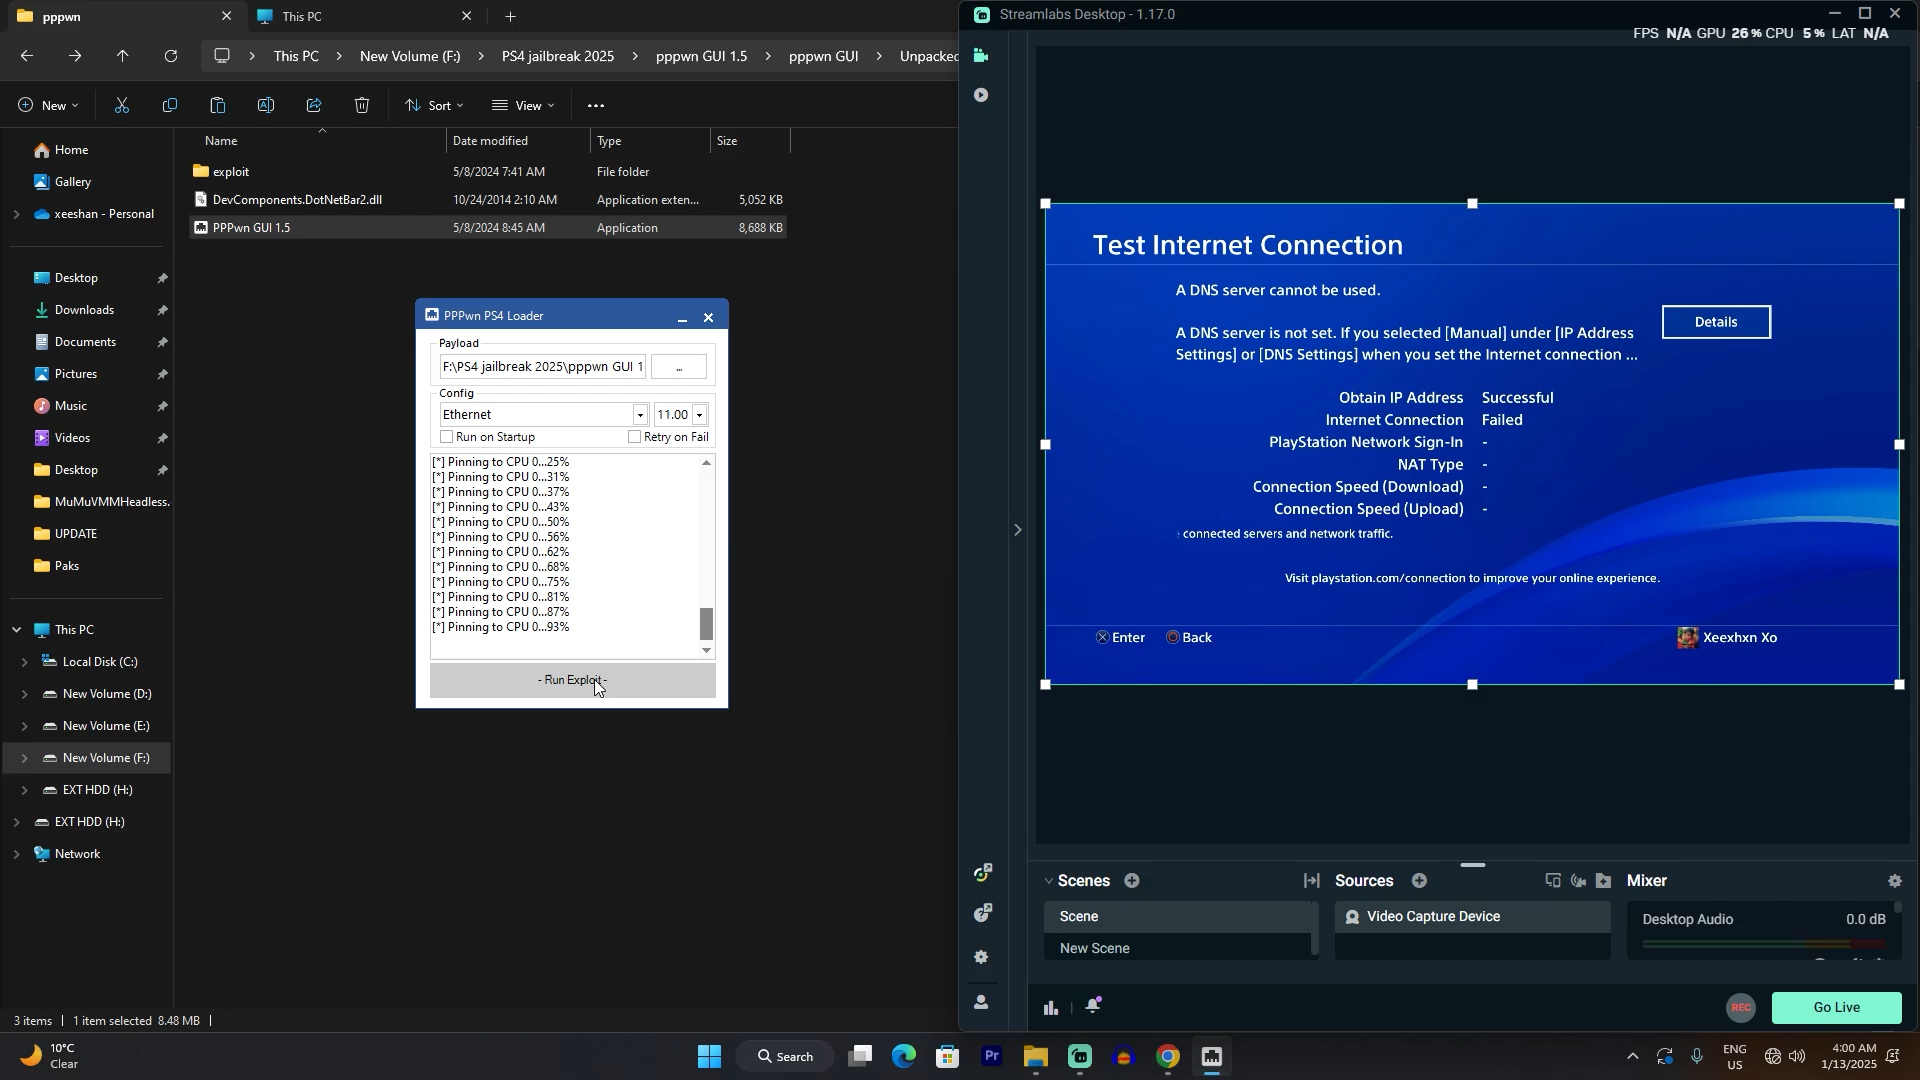 pppwn
This PC
This PC
New Volume (F:)
PS4 jailbreak 2025
pppwn GUI 1.5
pppwn GUI
Unpacked
New
Sort
View
Name
Date modified
Type
Size
exploit
5/8/2024 7:41 AM
File folder
DevComponents.DotNetBar2.dll
10/24/2014 2:10 AM
Application exten...
5,052 KB
PPPwn GUI 1.5
5/8/2024 8:45 AM
Application
8,688 KB
Home
Gallery
xeeshan - Personal
Desktop
Downloads
Documents
Pictures
Music
Videos
Desktop
MuMuVMMHeadless.
UPDATE
Paks
This PC
Local Disk (C:)
New Volume (D:)
New Volume (E:)
New Volume (F:)
EXT HDD (H:)
EXT HDD (H:)
Network
3 items
1 item selected 8.48 MB
PPPwn PS4 Loader
Payload
F:\PS4 jailbreak 2025\pppwn GUI 1
...
Config
Ethernet
11.00
Run on Startup
Retry on Fail
[*] Pinning to CPU 0...25%
[*] Pinning to CPU 0...31%
[*] Pinning to CPU 0...37%
[*] Pinning to CPU 0...43%
[*] Pinning to CPU 0...50%
[*] Pinning to CPU 0...56%
[*] Pinning to CPU 0...62%
[*] Pinning to CPU 0...68%
[*] Pinning to CPU 0...75%
[*] Pinning to CPU 0...81%
[*] Pinning to CPU 0...87%
[*] Pinning to CPU 0...93%
- Run Exploit -
Streamlabs Desktop - 1.17.0
FPS N/A GPU 26% CPU 5% LAT N/A
Test Internet Connection
A DNS server cannot be used.
A DNS server is not set. If you selected [Manual] under [IP Address
Settings] or [DNS Settings] when you set the Internet connection ...
Details
Obtain IP Address Successful
Internet Connection Failed
PlayStation Network Sign-In -
NAT Type -
Connection Speed (Download) -
Connection Speed (Upload) -
connected servers and network traffic.
Visit playstation.com/connection to improve your online experience.
Enter
Back
Xeexhxn Xo
Scenes
Scene
New Scene
Sources
Video Capture Device
Mixer
Desktop Audio
0.0 dB
REC
Go Live
10°C
Clear
Search
Pr
ENG
US
4:00 AM
1/13/2025